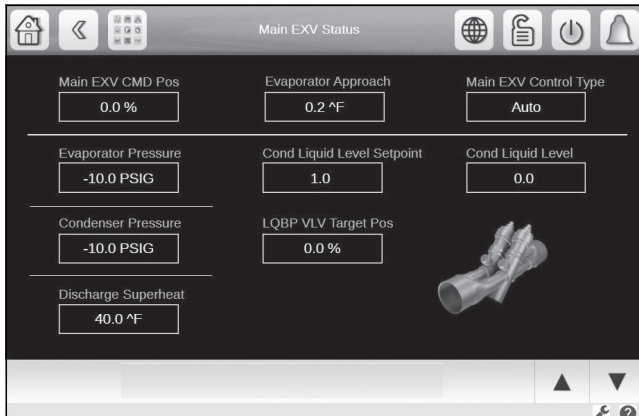 Main EXV Status
Main EXV CMD Pos
0.0 %
Evaporator Approach
0.2 ^F
Main EXV Control Type
Auto
Evaporator Pressure
-10.0 PSIG
Cond Liquid Level Setpoint
1.0
Cond Liquid Level
0.0
Condenser Pressure
-10.0 PSIG
LQBP VLV Target Pos
0.0 %
Discharge Superheat
40.0 ^F
?